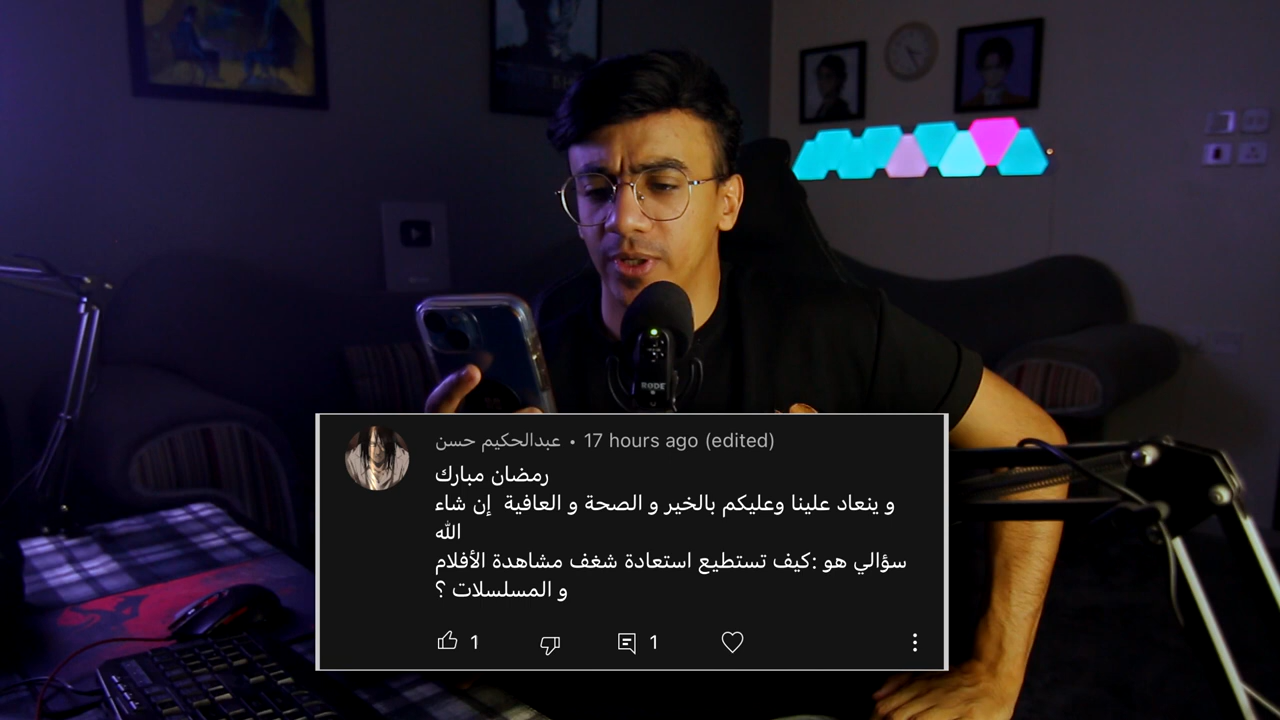 RODE
عبدالحكيم حسن • 17 hours ago (edited)
رمضان مبارك
و ينعاد علينا وعليكم بالخير و الصحة و العافية إن شاء
الله
سؤالي هو :كيف تستطيع استعادة شغف مشاهدة الأفلام
و المسلسلات ؟
1
1